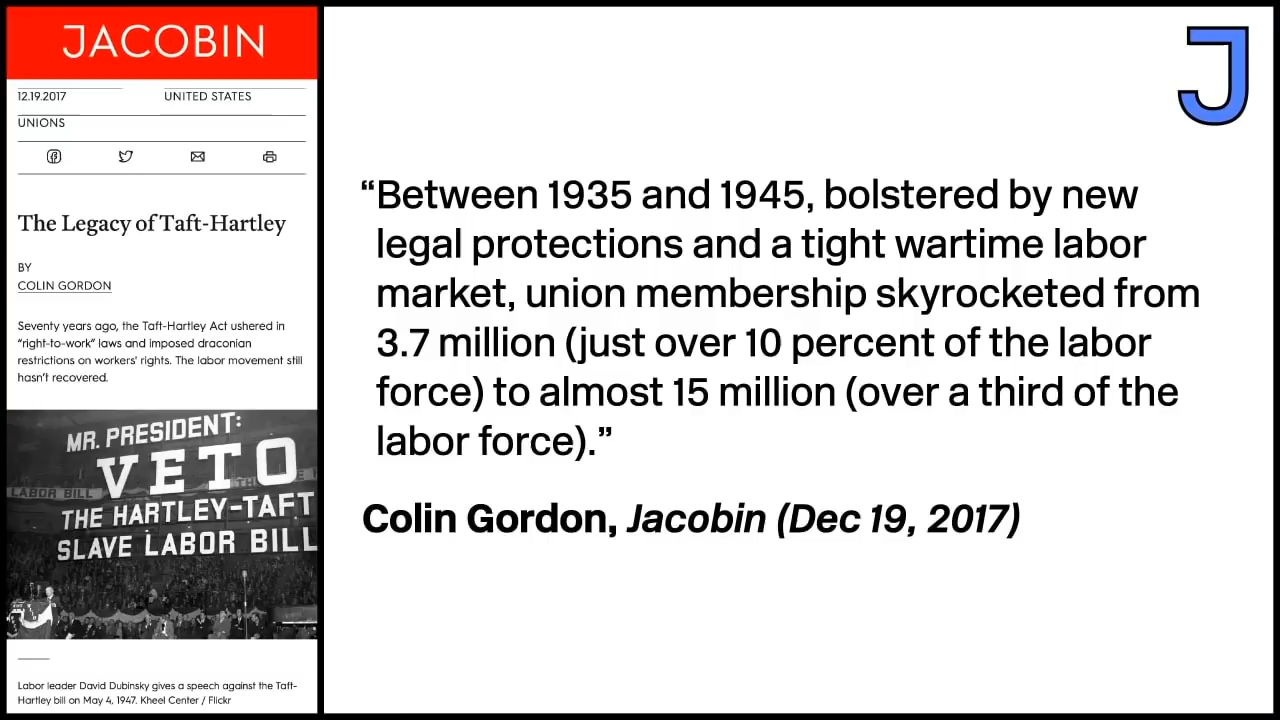 JACOBIN
12.19.2017 UNITED STATES
UNIONS
The Legacy of Taft-Hartley
BY
COLIN GORDON
Seventy years ago, the Taft-Hartley Act ushered in
“right-to-work” laws and imposed draconian
restrictions on workers' rights. The labor movement still
hasn't recovered.
MR. PRESIDENT:
VETO
LABOR BILL
THE HARTLEY-TAFT
SLAVE LABOR BILL
Labor leader David Dubinsky gives a speech against the Taft-
Hartley bill on May 4, 1947. Kheel Center / Flickr
J
“Between 1935 and 1945, bolstered by new
legal protections and a tight wartime labor
market, union membership skyrocketed from
3.7 million (just over 10 percent of the labor
force) to almost 15 million (over a third of the
labor force).”
Colin Gordon, Jacobin (Dec 19, 2017)